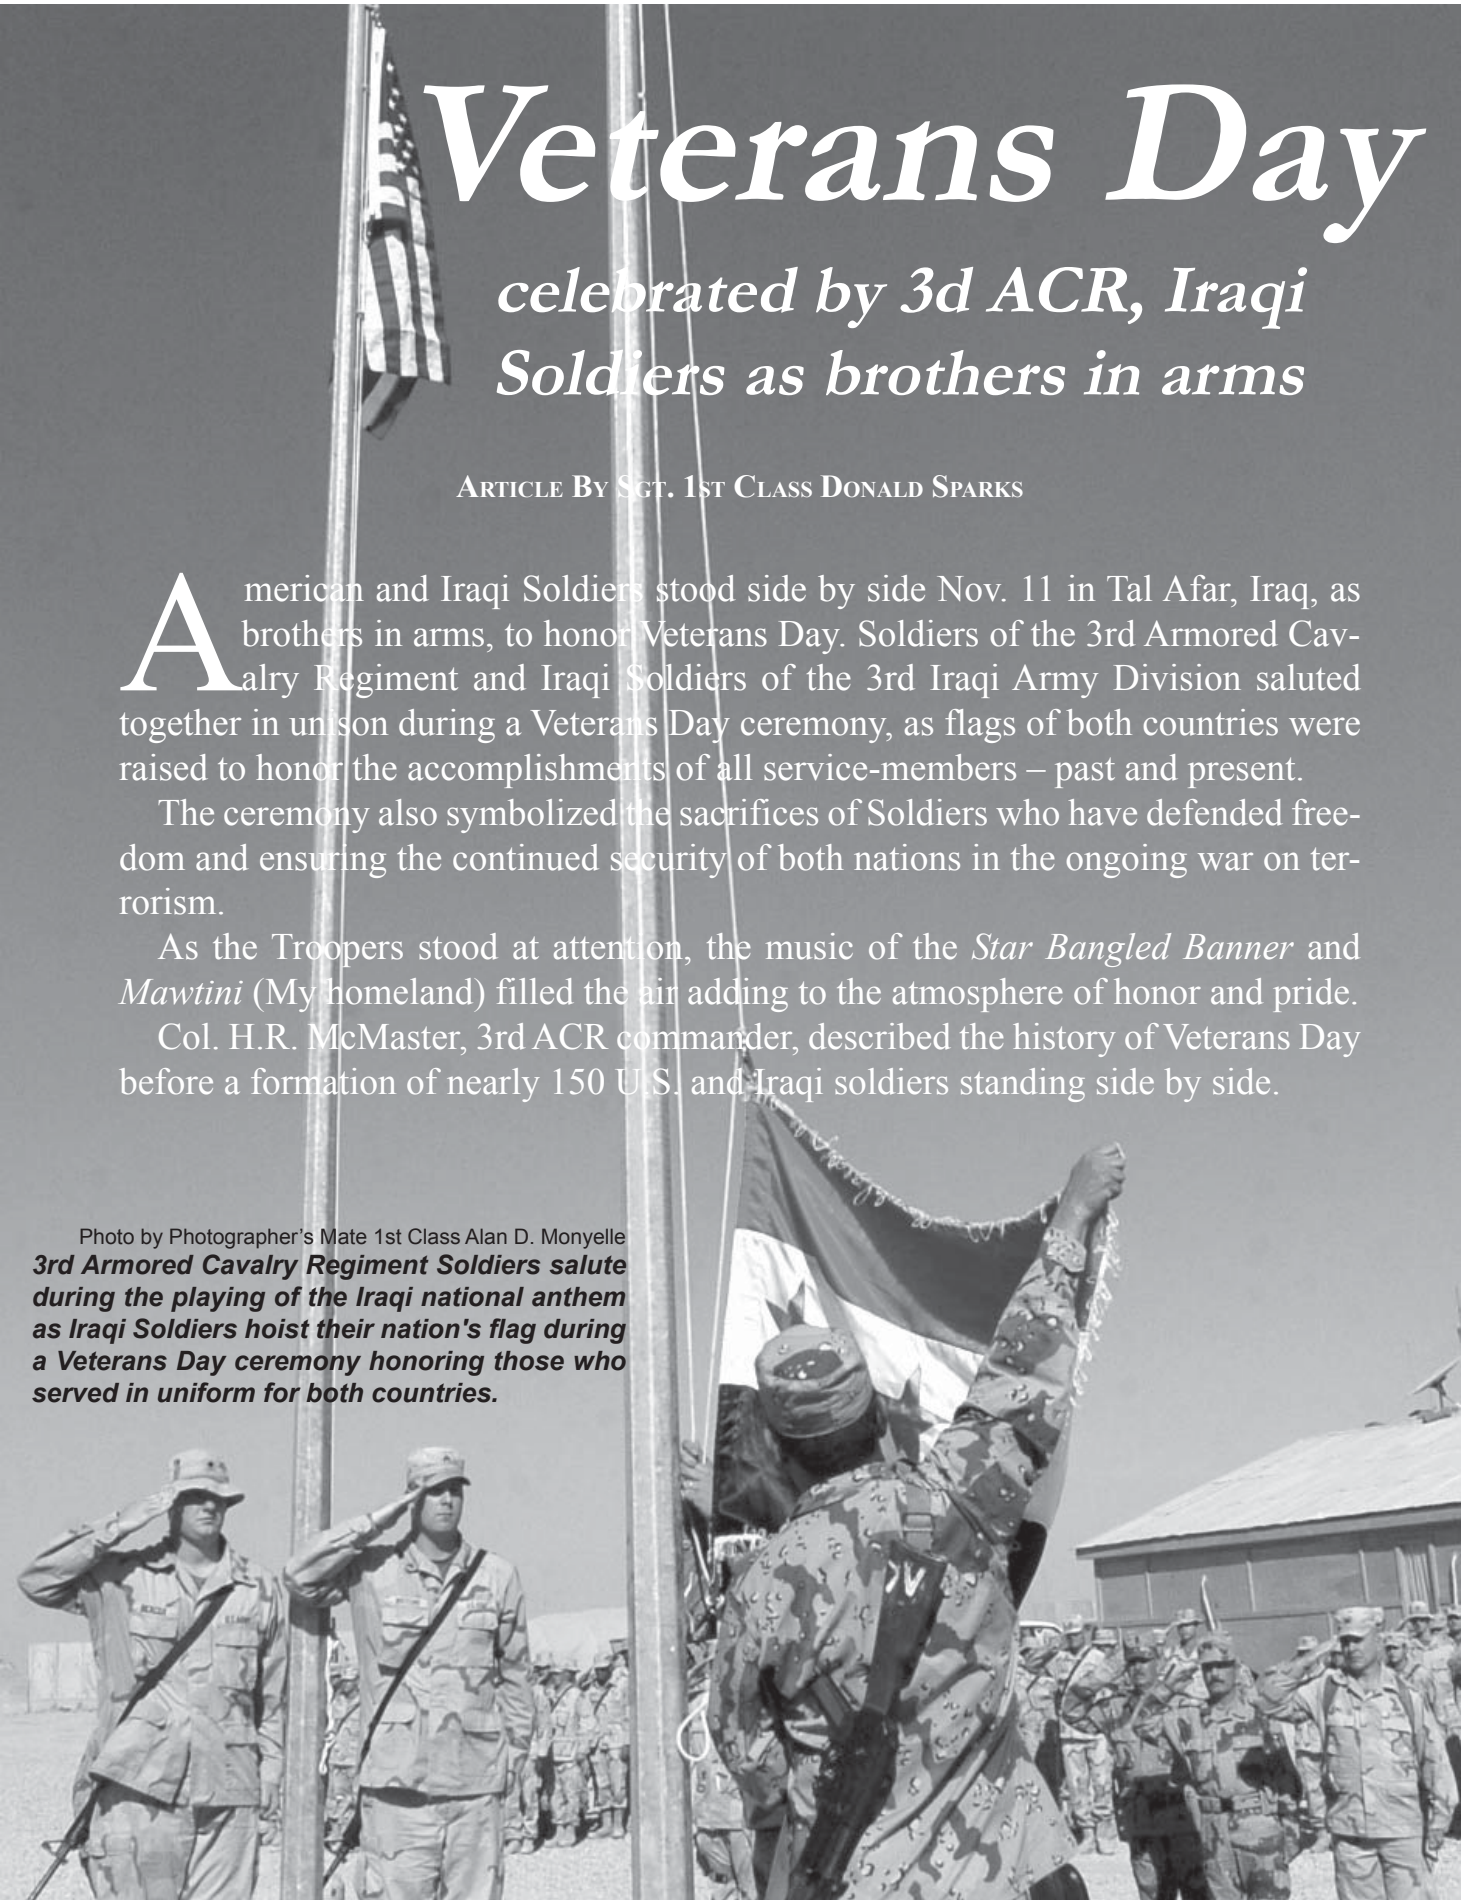 Veterans Day
celebrated by 3d ACR, Iraqi
Soldiers as brothers in arms
Article By Sgt. 1st Class Donald Sparks
American and Iraqi Soldiers stood side by side Nov. 11 in Tal Afar, Iraq, as
brothers in arms, to honor Veterans Day. Soldiers of the 3rd Armored Cav-
alry Regiment and Iraqi Soldiers of the 3rd Iraqi Army Division saluted
together in unison during a Veterans Day ceremony, as flags of both countries were
raised to honor the accomplishments of all service-members – past and present.
The ceremony also symbolized the sacrifices of Soldiers who have defended free-
dom and ensuring the continued security of both nations in the ongoing war on ter-
rorism.
As the Troopers stood at attention, the music of the Star Bangled Banner and
Mawtini (My homeland) filled the air adding to the atmosphere of honor and pride.
Col. H.R. McMaster, 3rd ACR commander, described the history of Veterans Day
before a formation of nearly 150 U.S. and Iraqi soldiers standing side by side.
Photo by Photographer's Mate 1st Class Alan D. Monyelle
3rd Armored Cavalry Regiment Soldiers salute
during the playing of the Iraqi national anthem
as Iraqi Soldiers hoist their nation's flag during
a Veterans Day ceremony honoring those who
served in uniform for both countries.